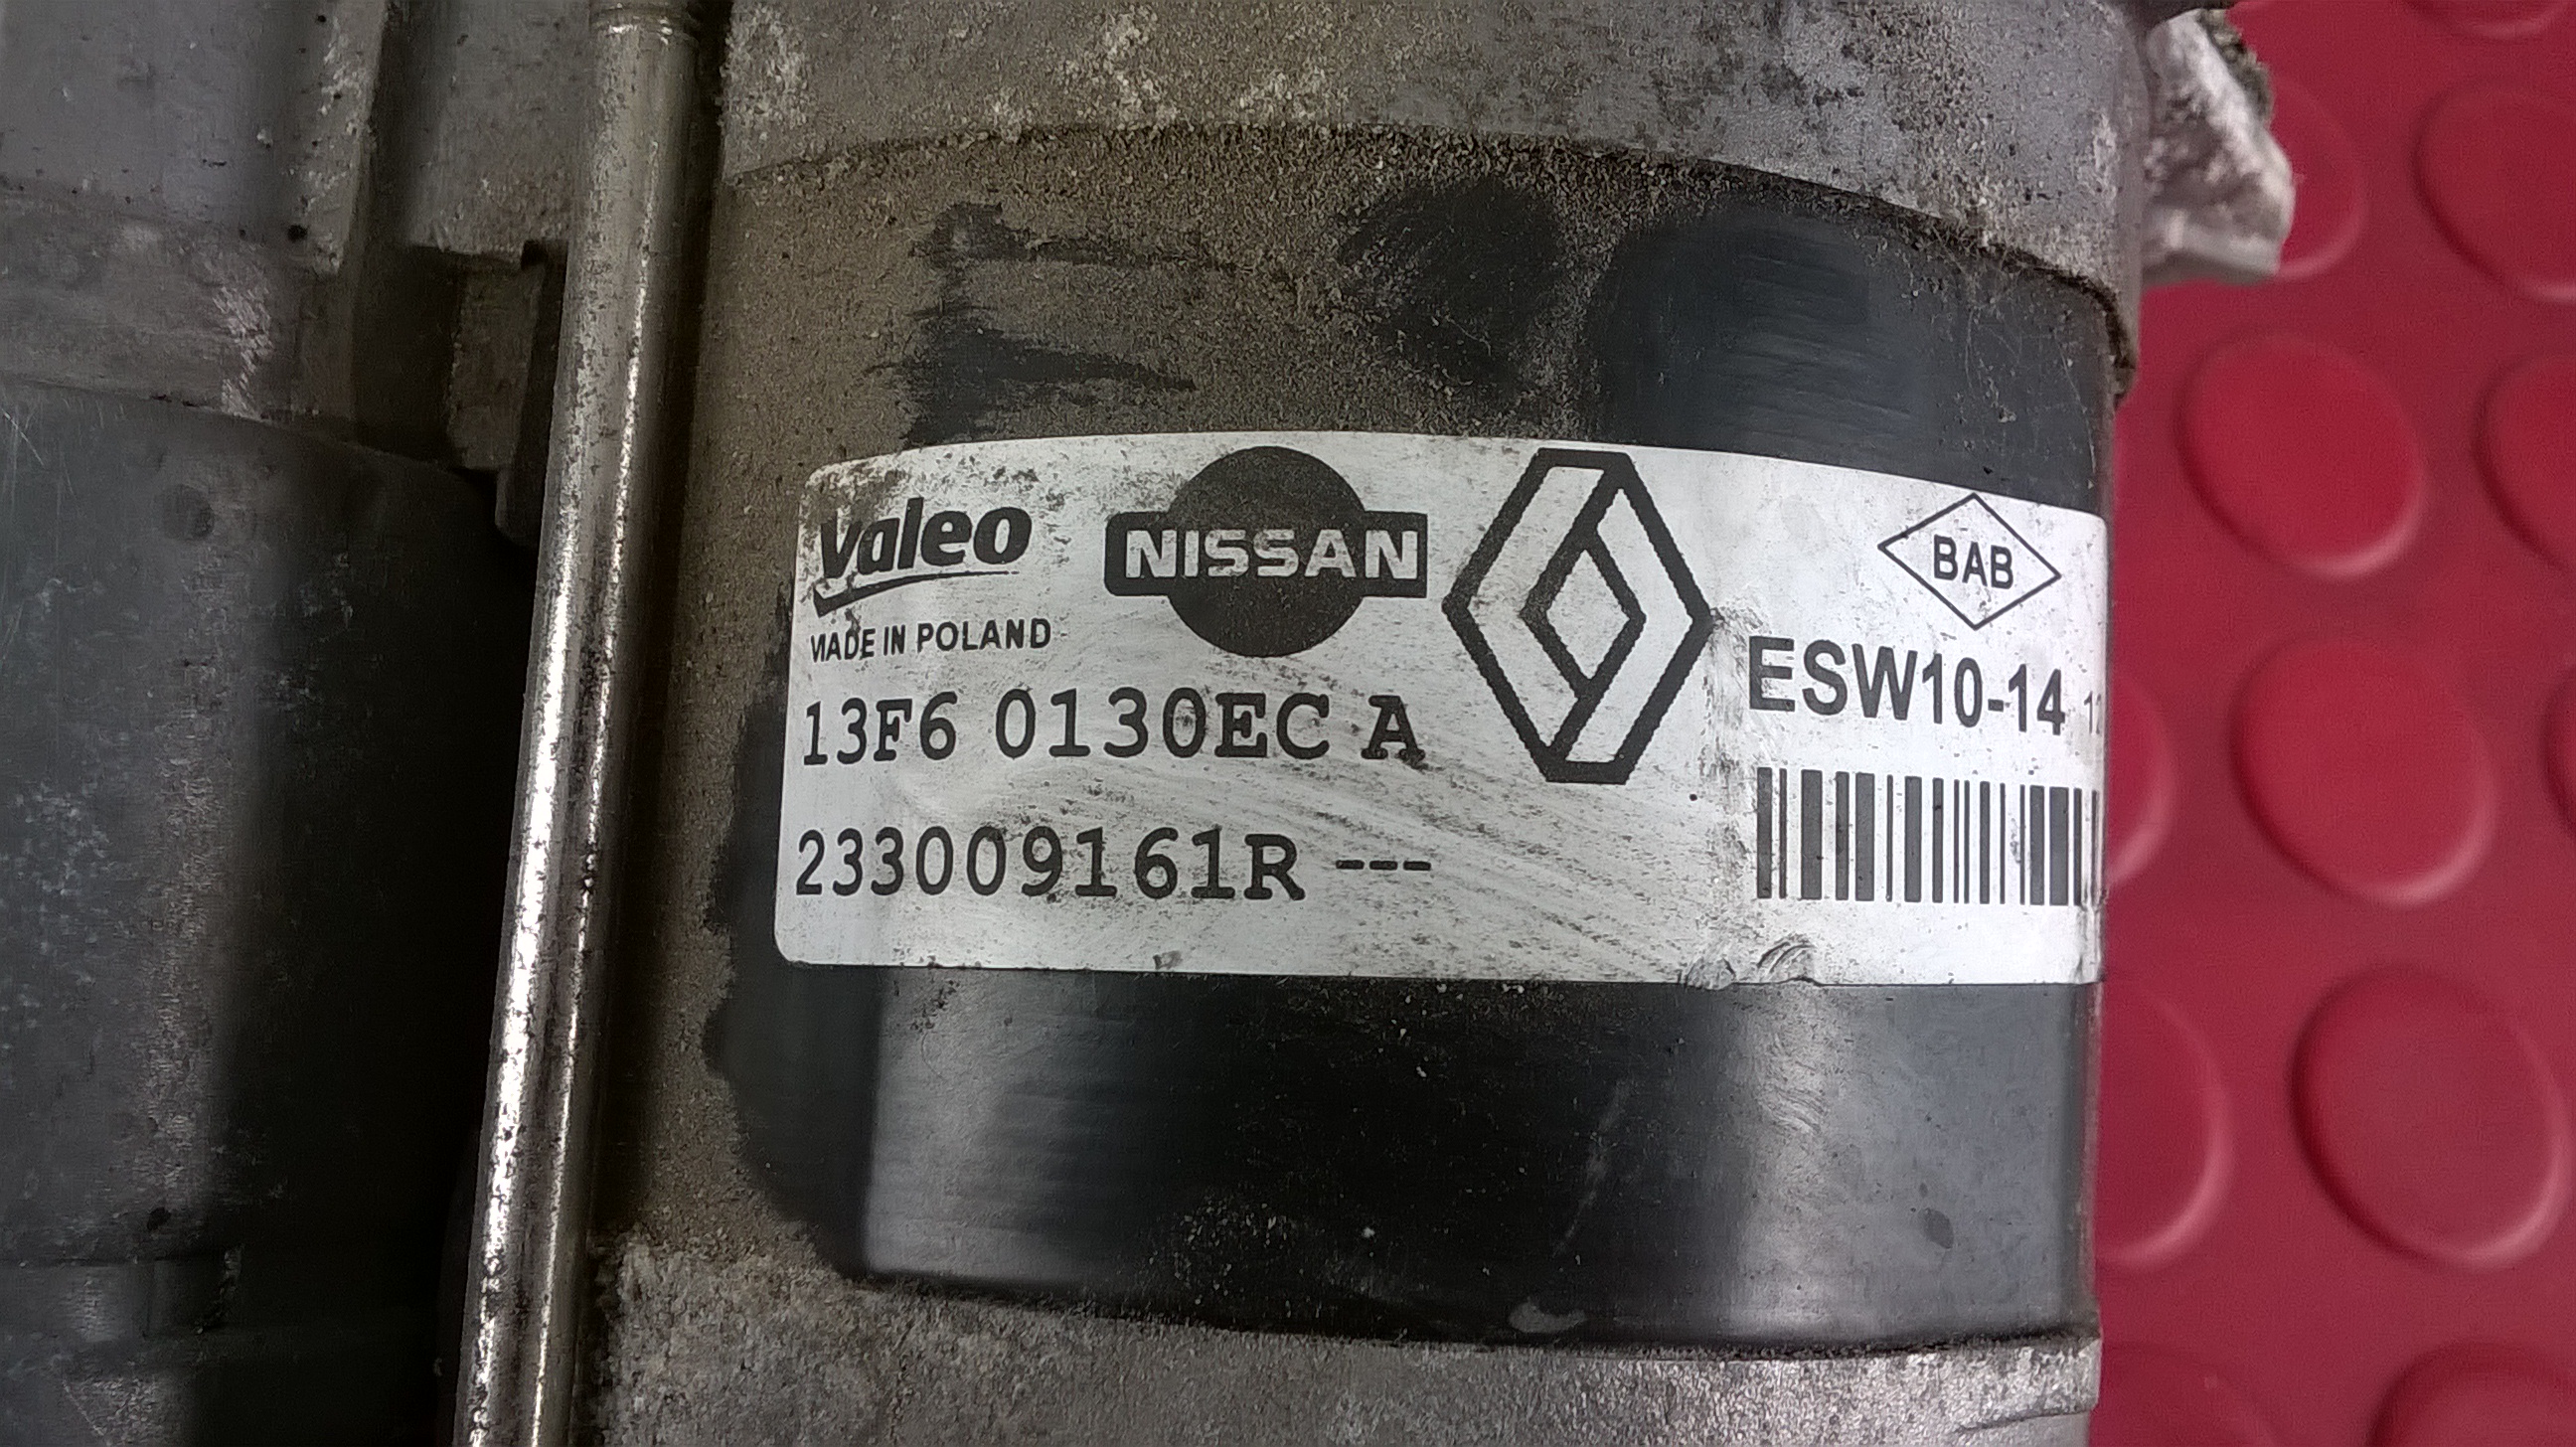 valeo
NISSAN
MADE IN POLAND
13F6 0130EC A
233009161R ---
BAB
ESW10-14